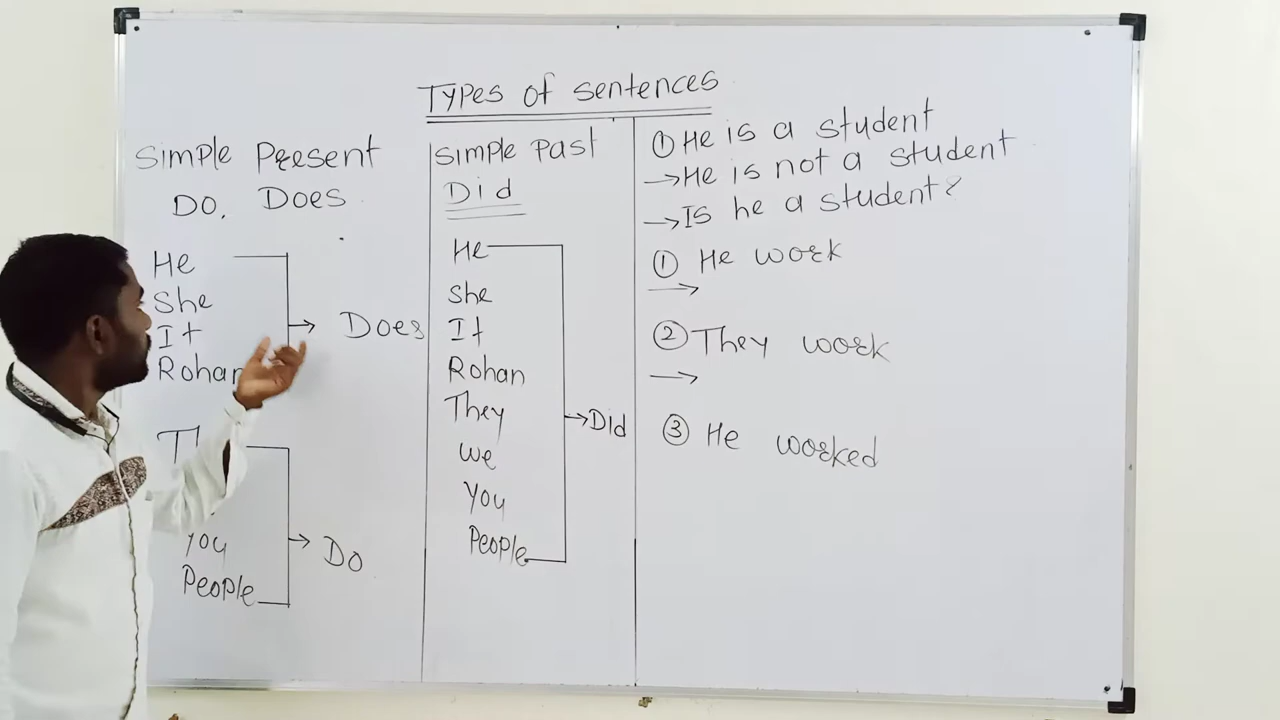 Types of sentences
Simple Present
Do, Does
He
She
It
Rohan
Does
you
People
Do
Simple Past
Did
He
She
It
Rohan
They
we
You
People
Did
① He is a student
→ He is not a student
→ Is he a student?
① He work
→
② They work
→
③ He worked